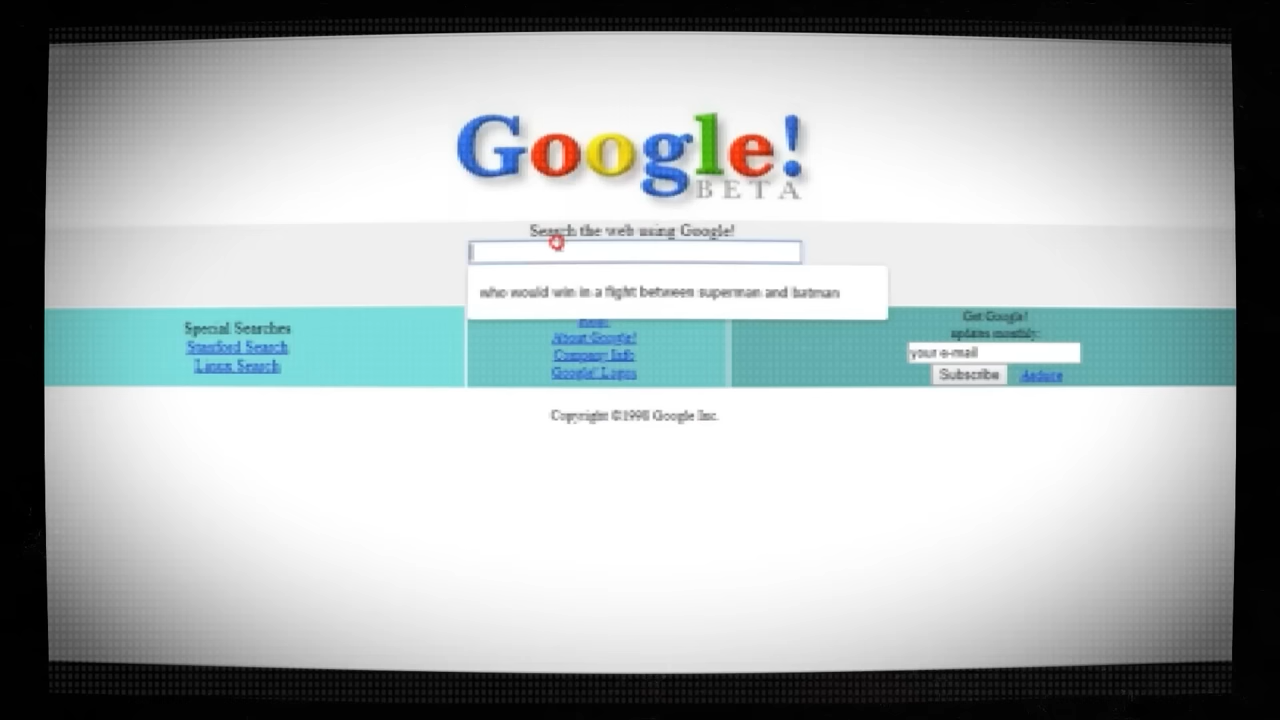 Google!
BETA
Search the web using Google!
who would win in a fight between superman and batman
Special Searches
Stanford Search
Linux Search
About Google!
Company Info
Google! Logos
Get Google!
updates monthly:
your e-mail
Subscribe
Archive
Copyright ©1998 Google Inc.